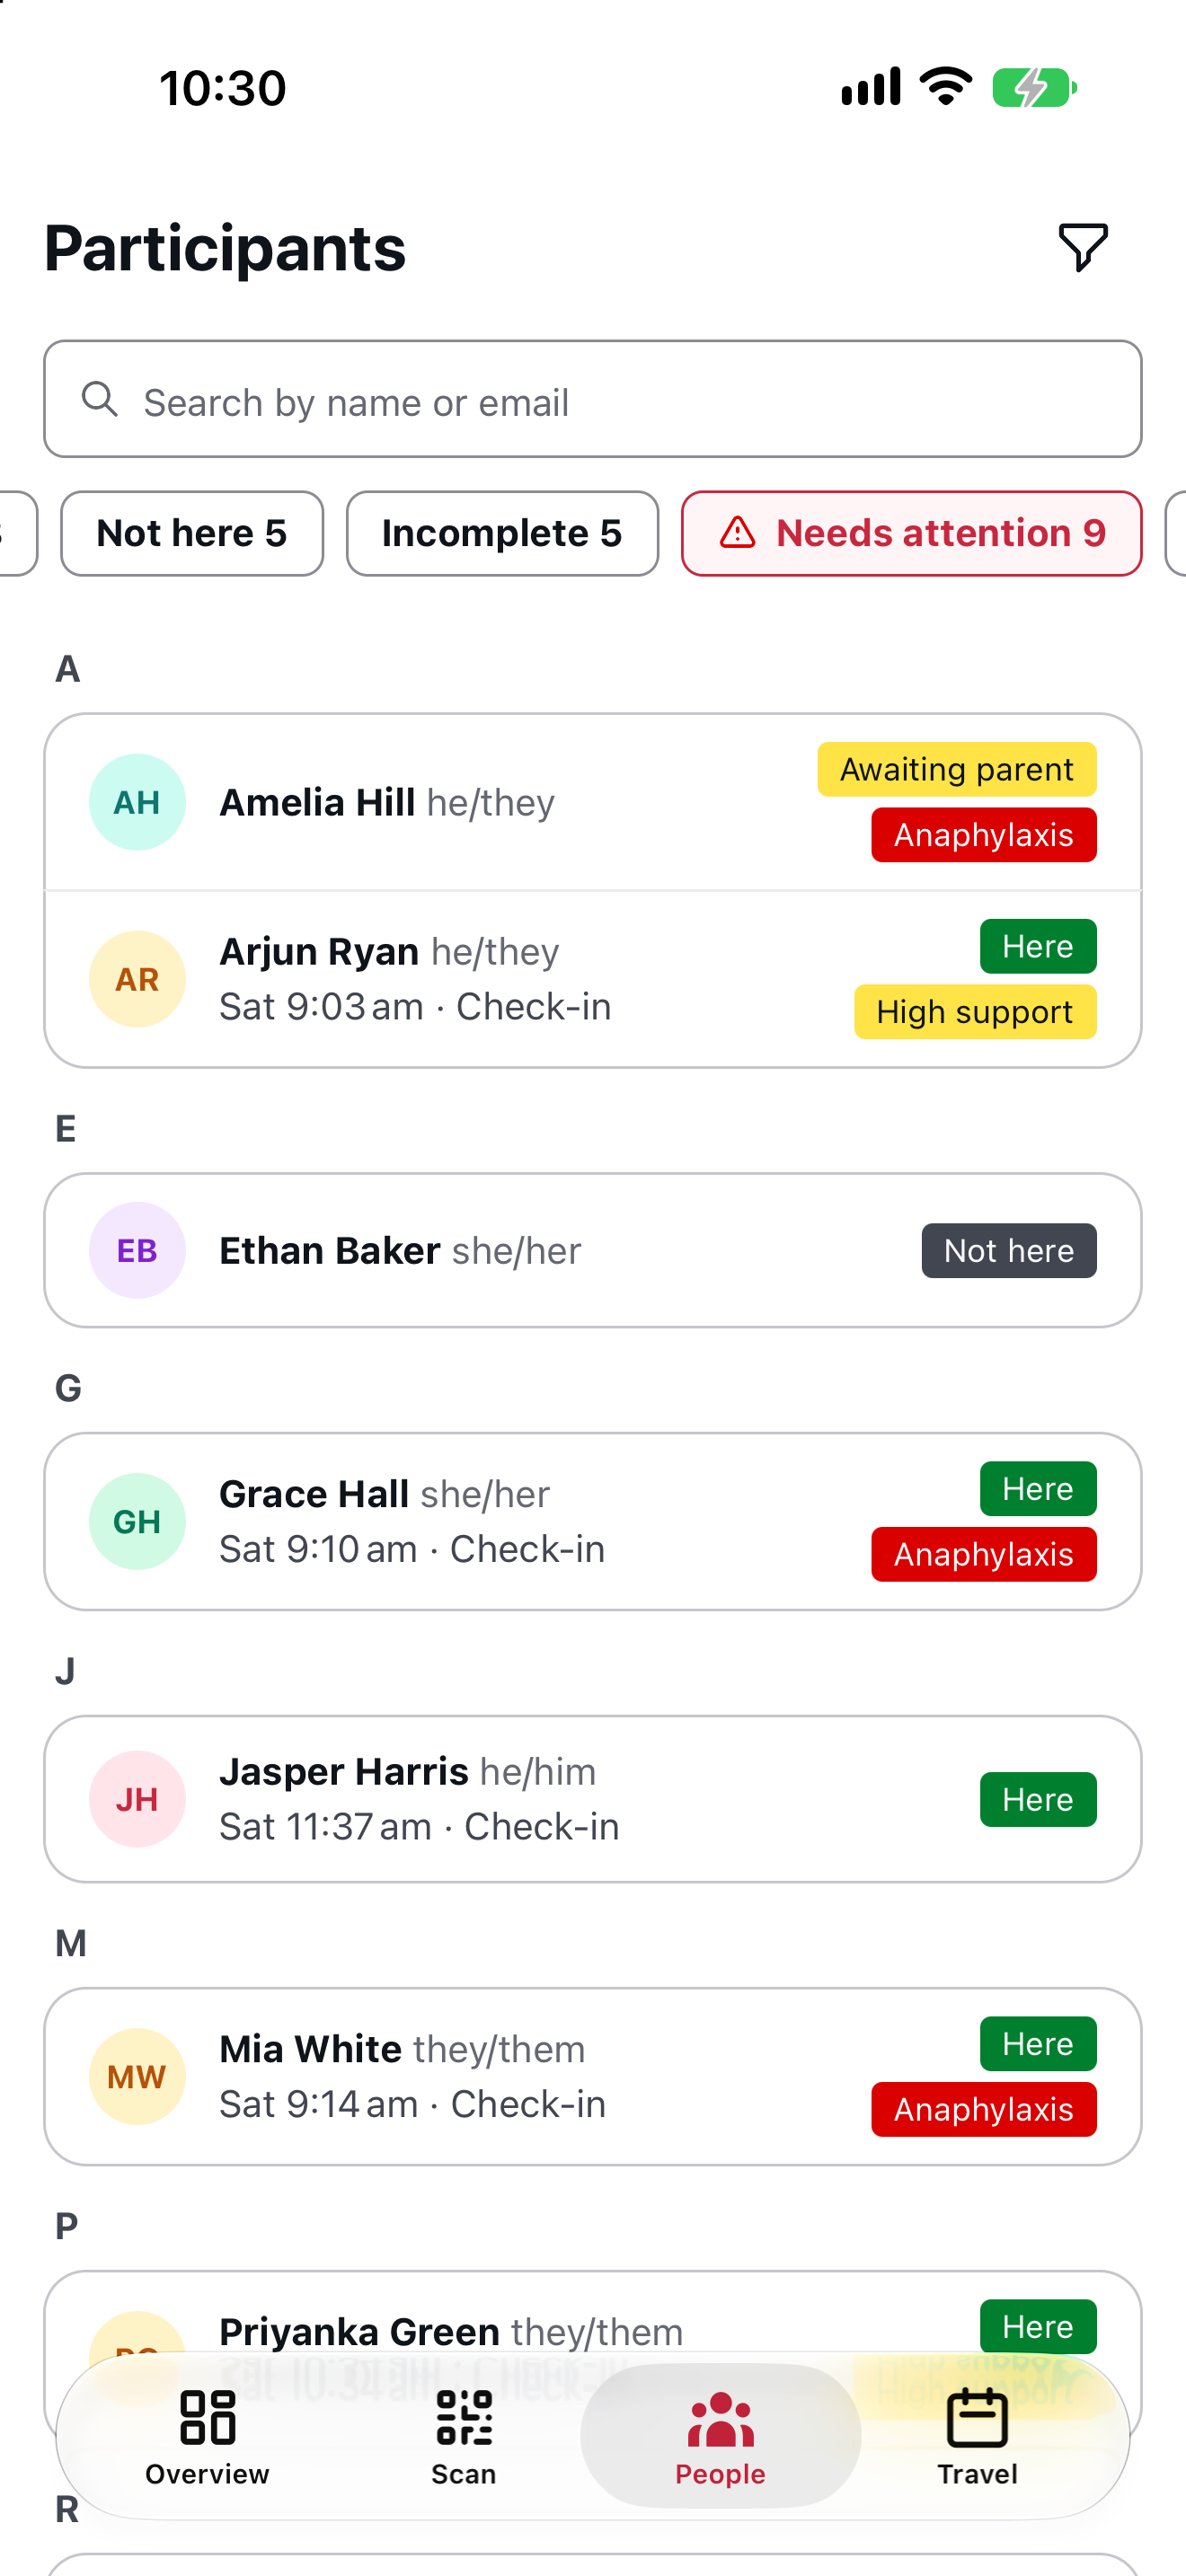 10:30
Participants
Search by name or email
Not here 5
Incomplete 5
Needs attention 9
A
AH
Amelia Hill he/they
Awaiting parent
Anaphylaxis
AR
Arjun Ryan he/they
Sat 9:03 am · Check-in
Here
High support
E
EB
Ethan Baker she/her
Not here
G
GH
Grace Hall she/her
Sat 9:10 am · Check-in
Here
Anaphylaxis
J
JH
Jasper Harris he/him
Sat 11:37 am · Check-in
Here
M
MW
Mia White they/them
Sat 9:14 am · Check-in
Here
Anaphylaxis
P
Priyanka Green they/them
Here
High support
Overview
Scan
People
Travel
R